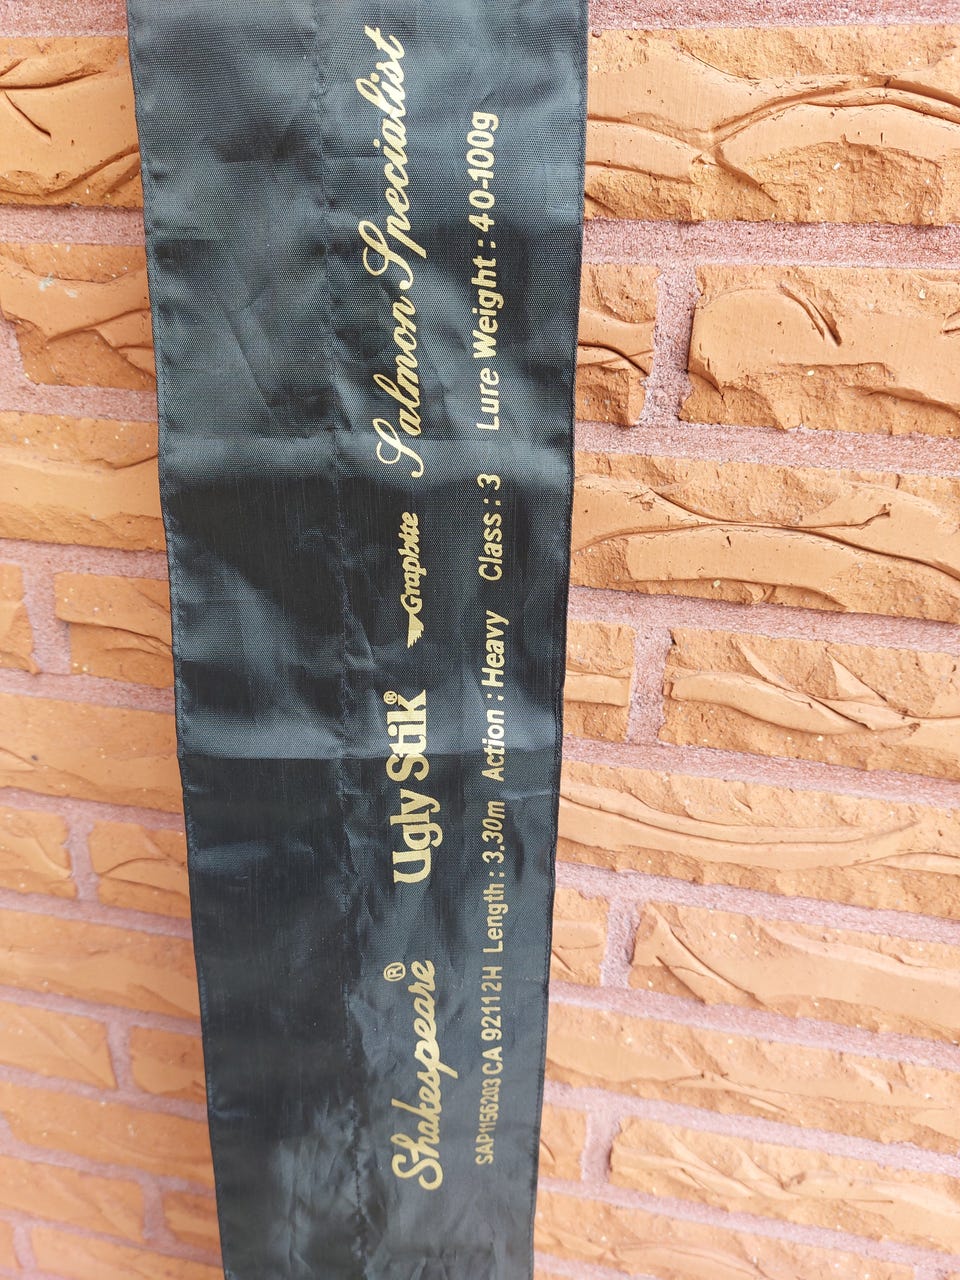 Shakespeare® Ugly Stik® Graphite Salmon Specialist
SAP1156203 CA 92112H Length : 3.30m Action : Heavy Class : 3 Lure Weight : 40-100g